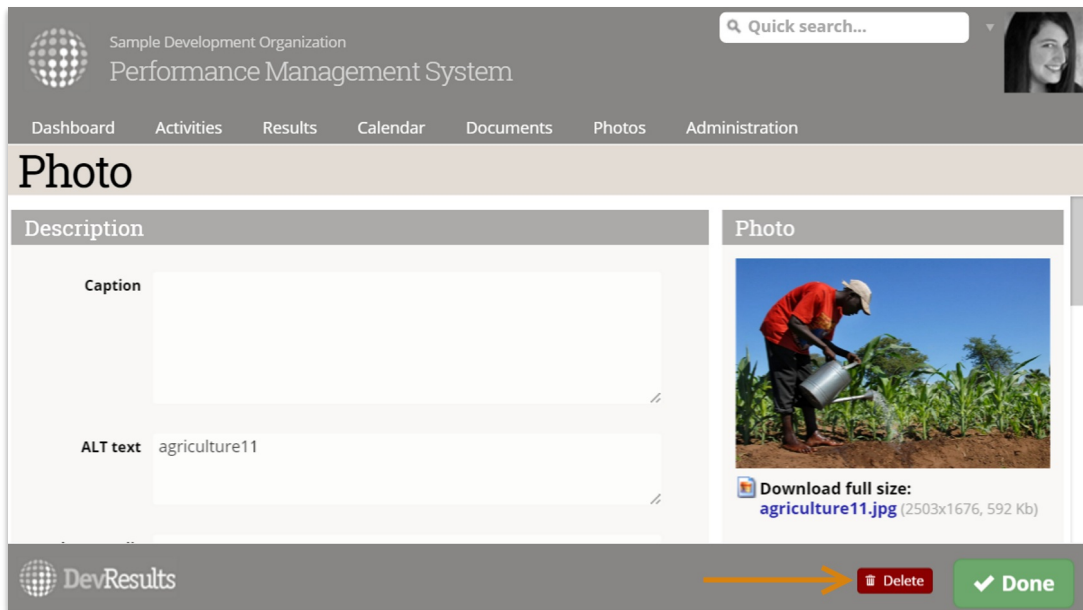 Sample Development Organization
Performance Management System
Quick search...
Dashboard Activities Results Calendar Documents Photos Administration
Photo
Description
Caption
ALT text agriculture11
Photo
Download full size:
agriculture11.jpg (2503x1676, 592 Kb)
DevResults
Delete
Done